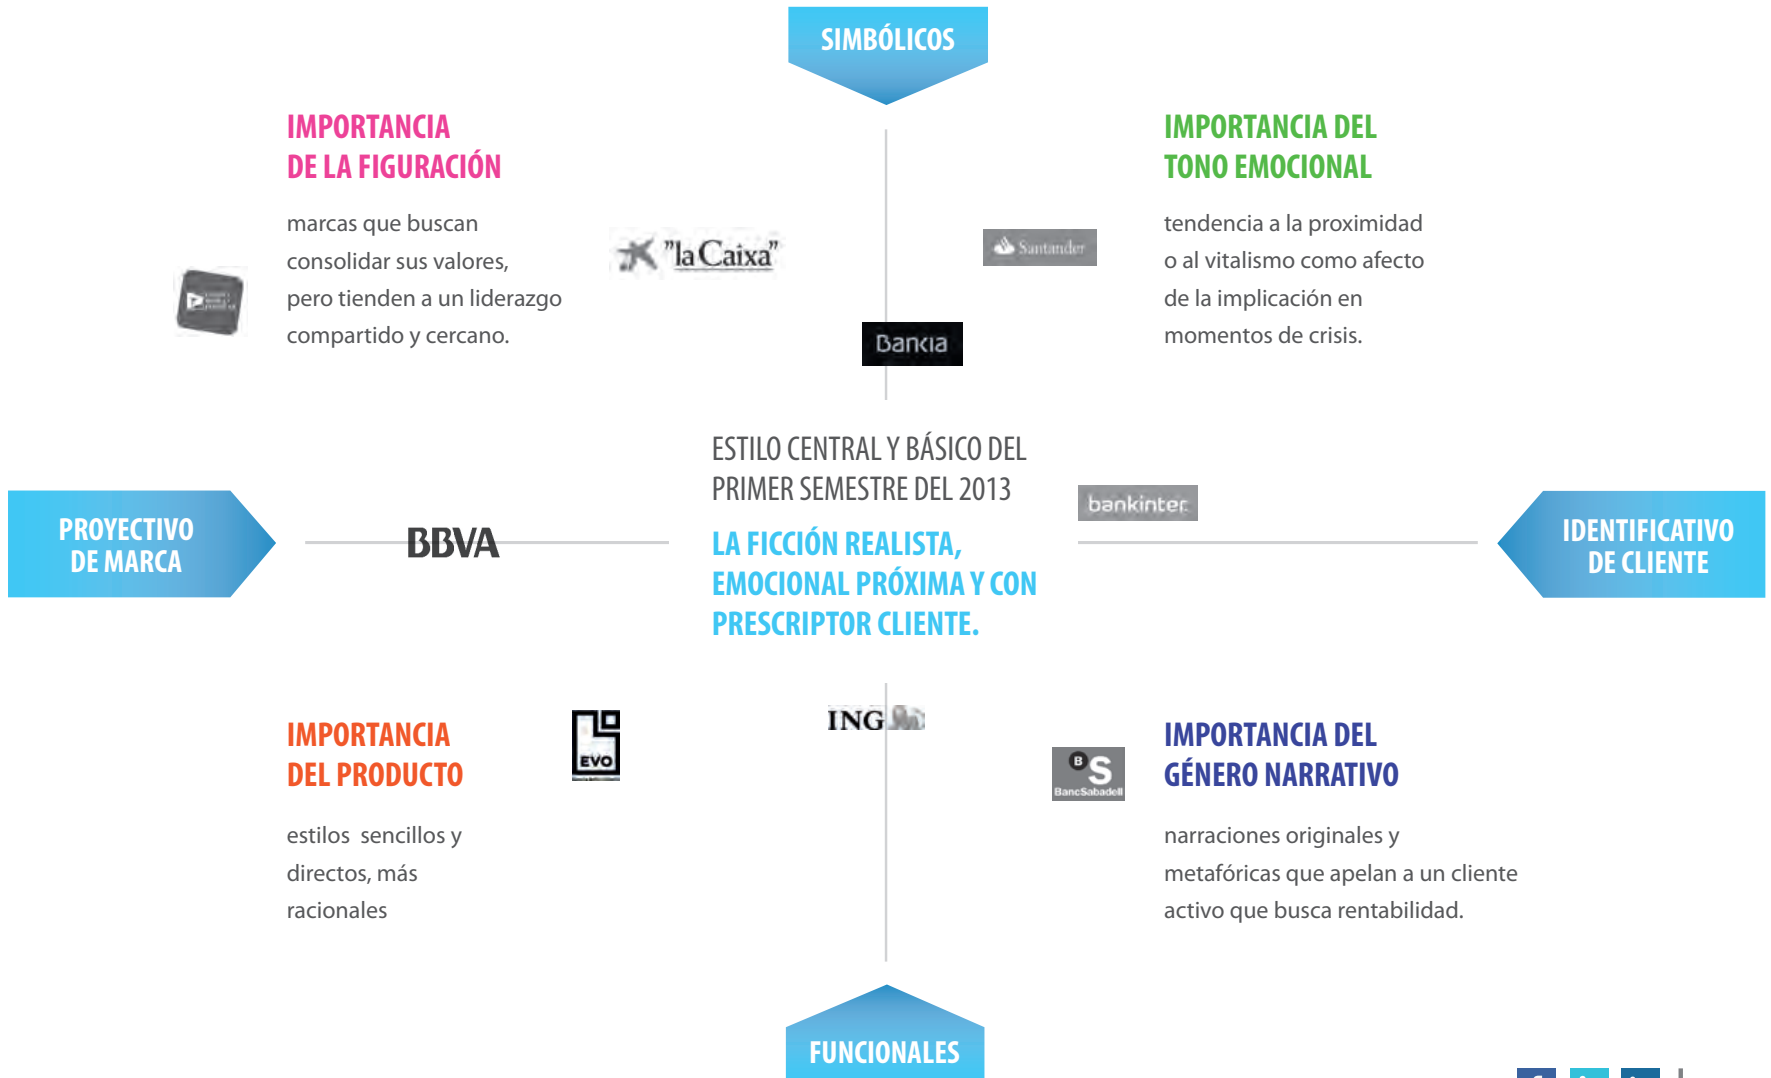 SIMBÓLICOS
IMPORTANCIA
DE LA FIGURACIÓN
marcas que buscan
consolidar sus valores,
pero tienden a un liderazgo
compartido y cercano.
"la Caixa"
Santander
Bankia
IMPORTANCIA DEL
TONO EMOCIONAL
tendencia a la proximidad
o al vitalismo como afecto
de la implicación en
momentos de crisis.
PROYECTIVO
DE MARCA
BBVA
ESTILO CENTRAL Y BÁSICO DEL
PRIMER SEMESTRE DEL 2013
LA FICCIÓN REALISTA,
EMOCIONAL PRÓXIMA Y CON
PRESCRIPTOR CLIENTE.
bankinter.
IDENTIFICATIVO
DE CLIENTE
IMPORTANCIA
DEL PRODUCTO
estilos sencillos y
directos, más
racionales
EVO
ING
BS
BancSabadell
IMPORTANCIA DEL
GÉNERO NARRATIVO
narraciones originales y
metafóricas que apelan a un cliente
activo que busca rentabilidad.
FUNCIONALES